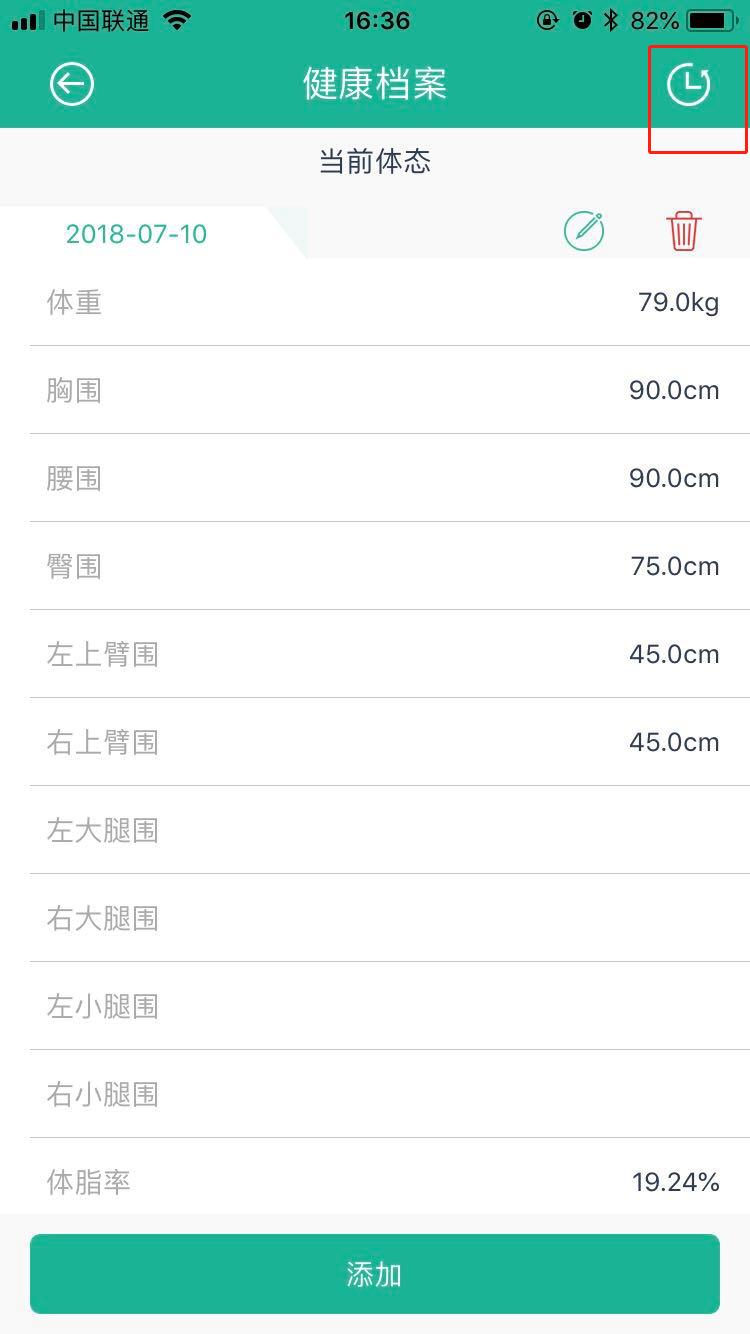 中国联通 16:36 82%
健康档案
当前体态
2018-07-10
体重 79.0kg
胸围 90.0cm
腰围 90.0cm
臀围 75.0cm
左上臂围 45.0cm
右上臂围 45.0cm
左大腿围
右大腿围
左小腿围
右小腿围
体脂率 19.24%
添加